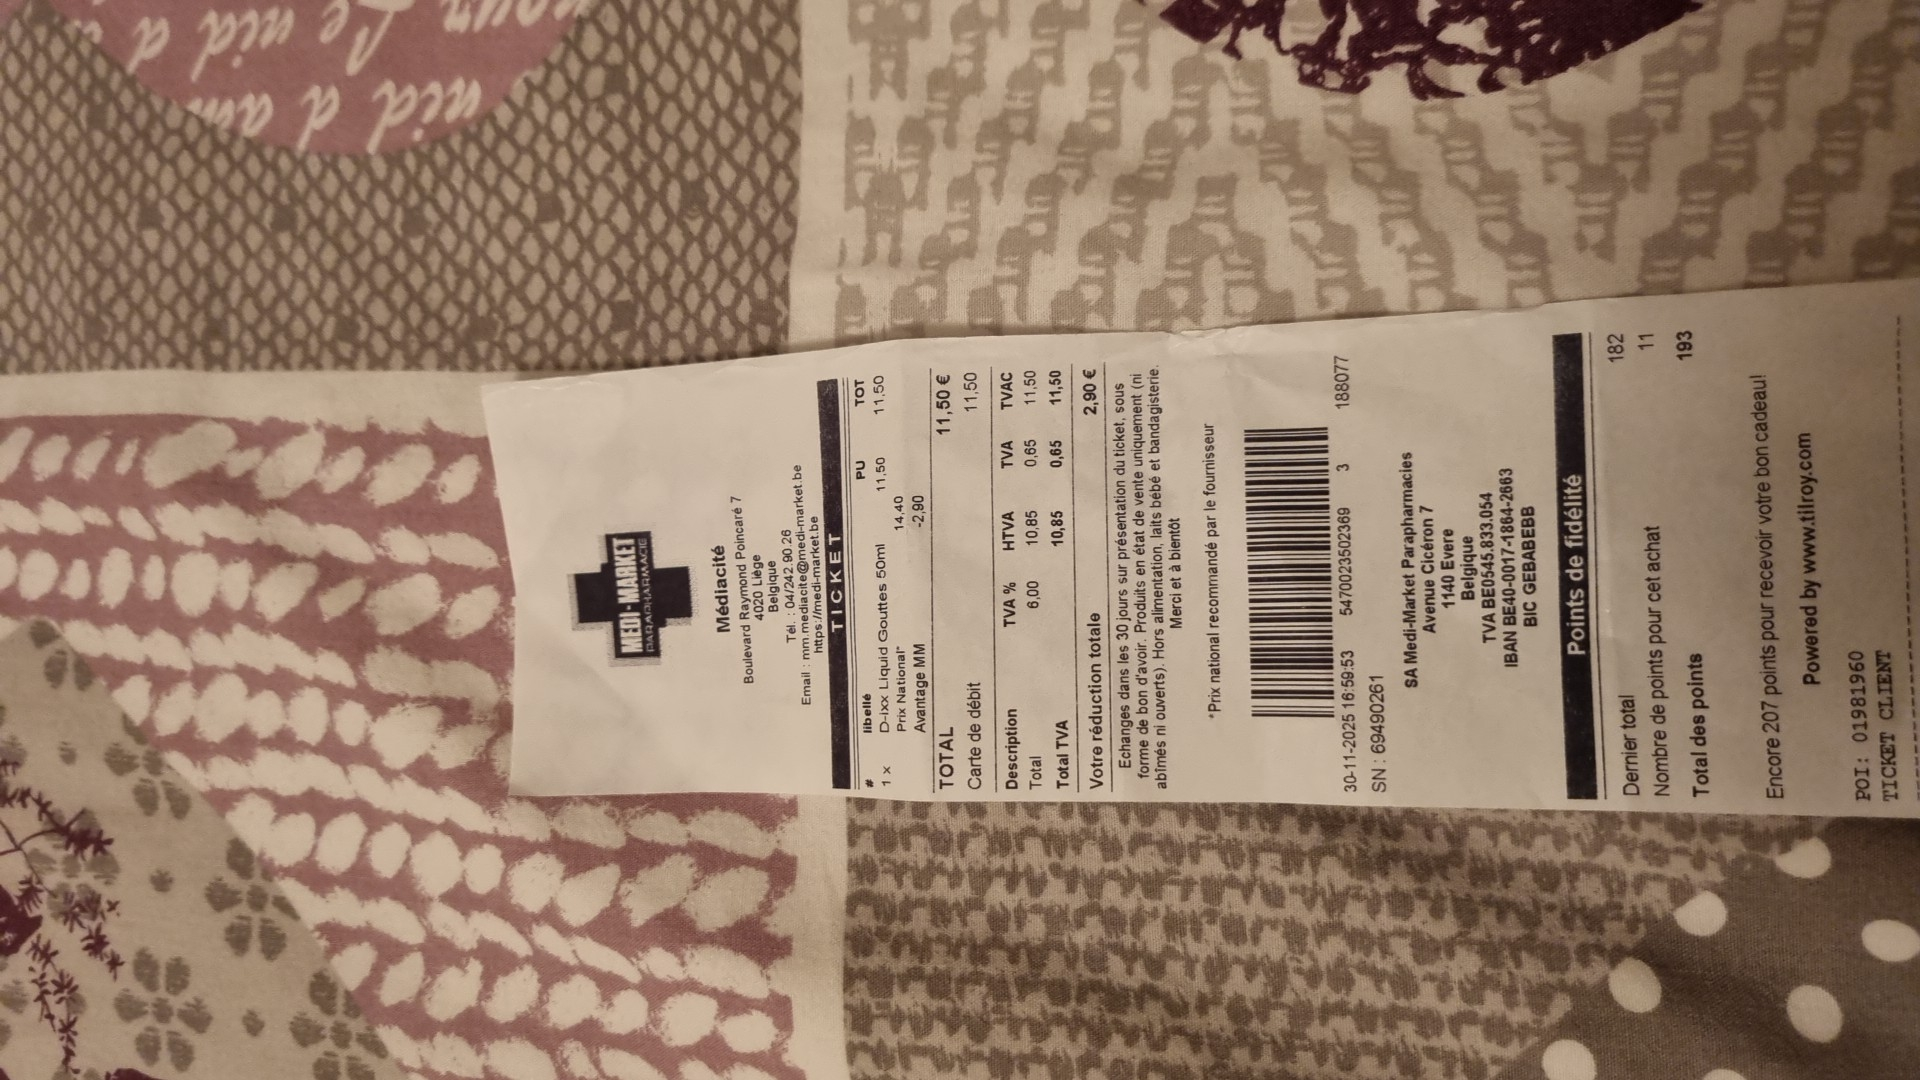 MEDI-MARKET
PARAPHARMACIE
Médiacité
Boulevard Raymond Poincaré 7
4020 Liège
Belgique
Tél. : 04/242.90.26
Email : mm.mediacite@medi-market.be
https://medi-market.be
TICKET
# libellé PU TOT
1 x D-ixx Liquid Gouttes 50ml 11,50 11,50
Prix National* 14,40
Avantage MM -2,90
TOTAL 11,50 €
Carte de débit 11,50
Description TVA % HTVA TVA TVAC
Total 6,00 10,85 0,65 11,50
Total TVA 10,85 0,65 11,50
Votre réduction totale 2,90 €
Echanges dans les 30 jours sur présentation du ticket, sous
forme de bon d'avoir. Produits en état de vente uniquement (ni
abîmés ni ouverts). Hors alimentation, laits bébé et bandagisterie.
Merci et à bientôt
*Prix national recommandé par le fournisseur
30-11-2025 16:59:53 5470023502369 3 188077
SN : 69490261
SA Medi-Market Parapharmacies
Avenue Cicéron 7
1140 Evere
Belgique
TVA BE0545.833.054
IBAN BE40-0017-1864-2663
BIC GEBABEBB
Points de fidélité
Dernier total 182
Nombre de points pour cet achat 11
Total des points 193
Encore 207 points pour recevoir votre bon cadeau!
Powered by www.tilroy.com
POI: 01981960
TICKET CLIENT
nid d
Le nid d